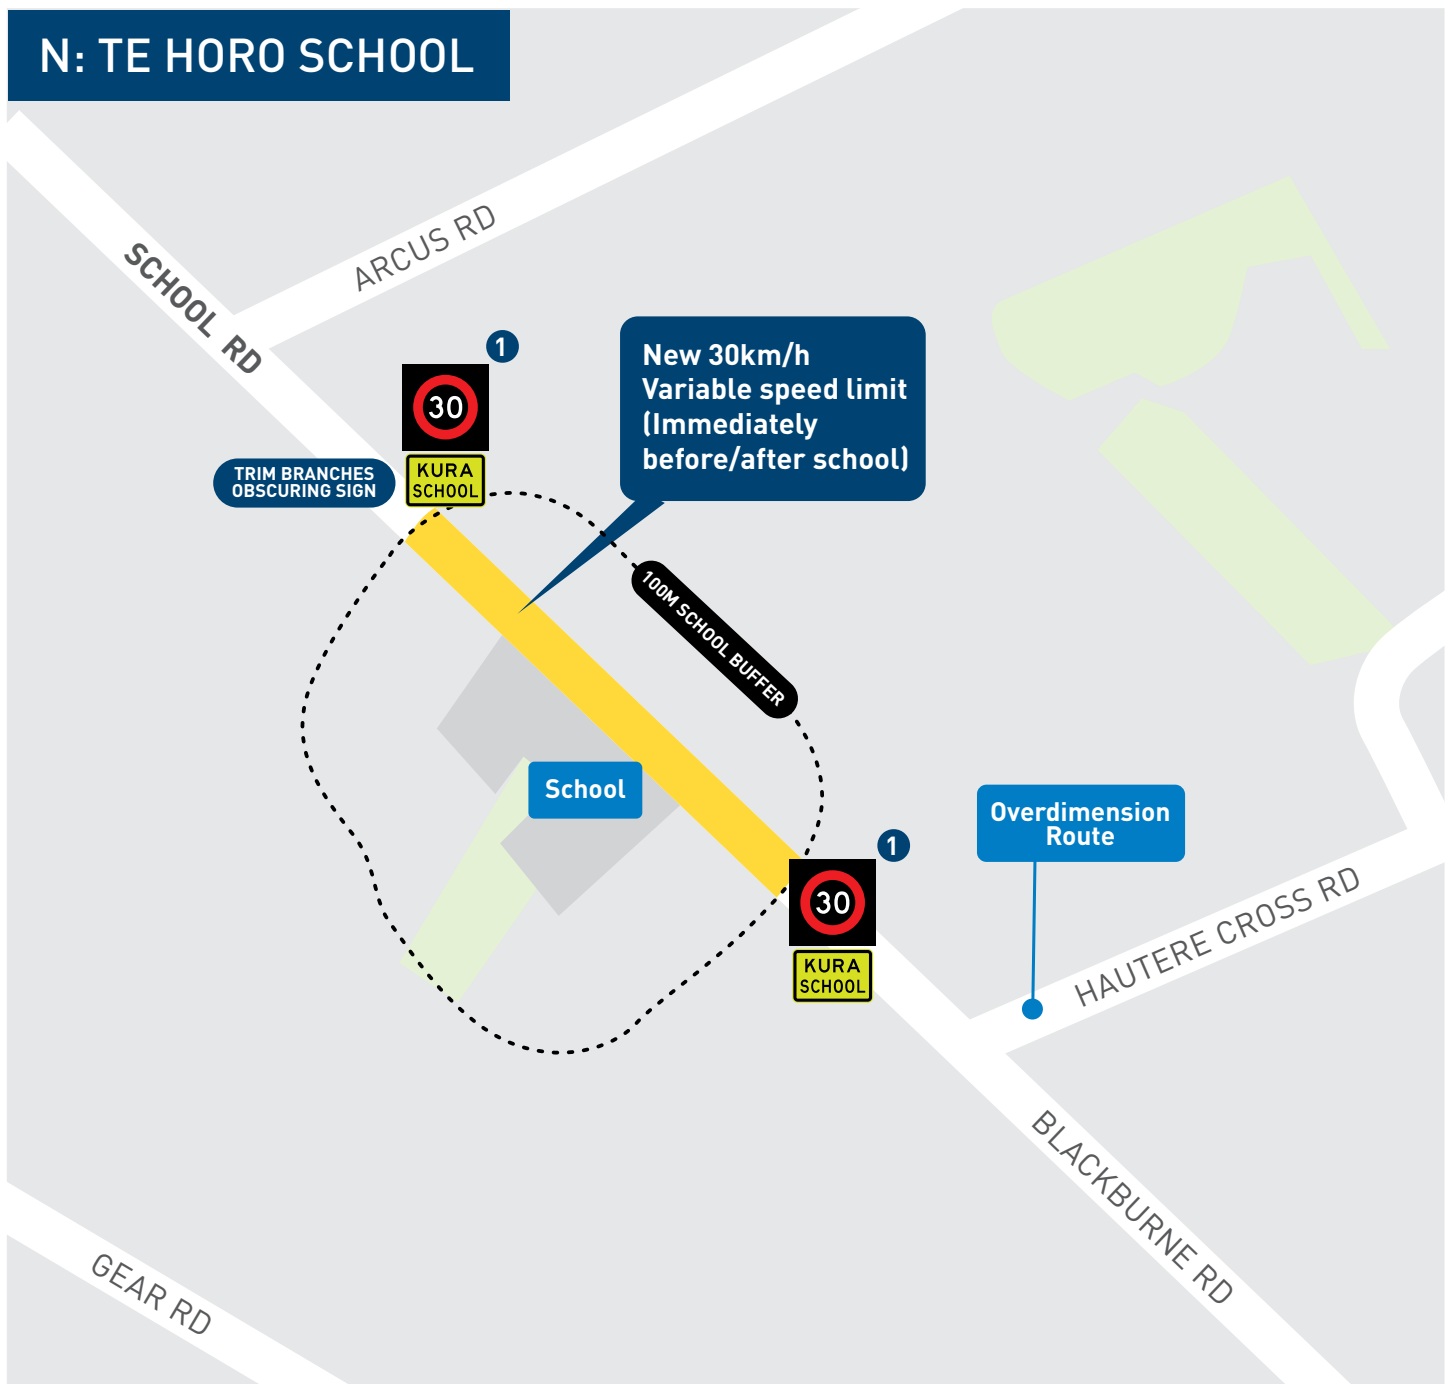 N: TE HORO SCHOOL
ARCUS RD
SCHOOL RD
1
30
KURA
SCHOOL
TRIM BRANCHES
OBSCURING SIGN
New 30km/h
Variable speed limit
(Immediately
before/after school)
100M SCHOOL BUFFER
School
1
30
KURA
SCHOOL
Overdimension
Route
HAUTERE CROSS RD
BLACKBURNE RD
GEAR RD